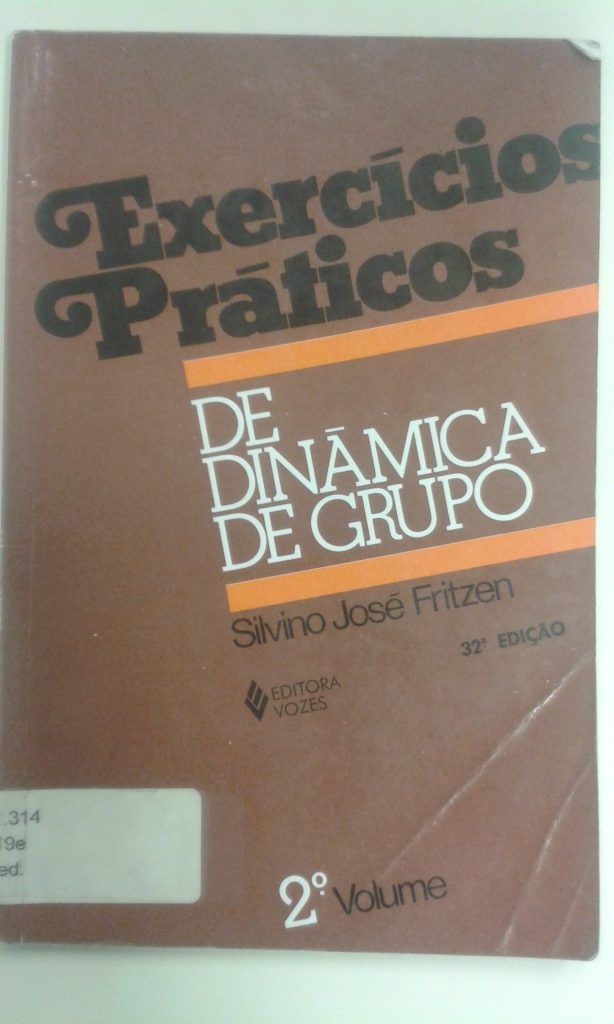 Exercícios
Práticos
DE
DINÂMICA
DE GRUPO
Silvino José Fritzen
32ª EDIÇÃO
EDITORA
VOZES
.314
19e
ed.
2º Volume